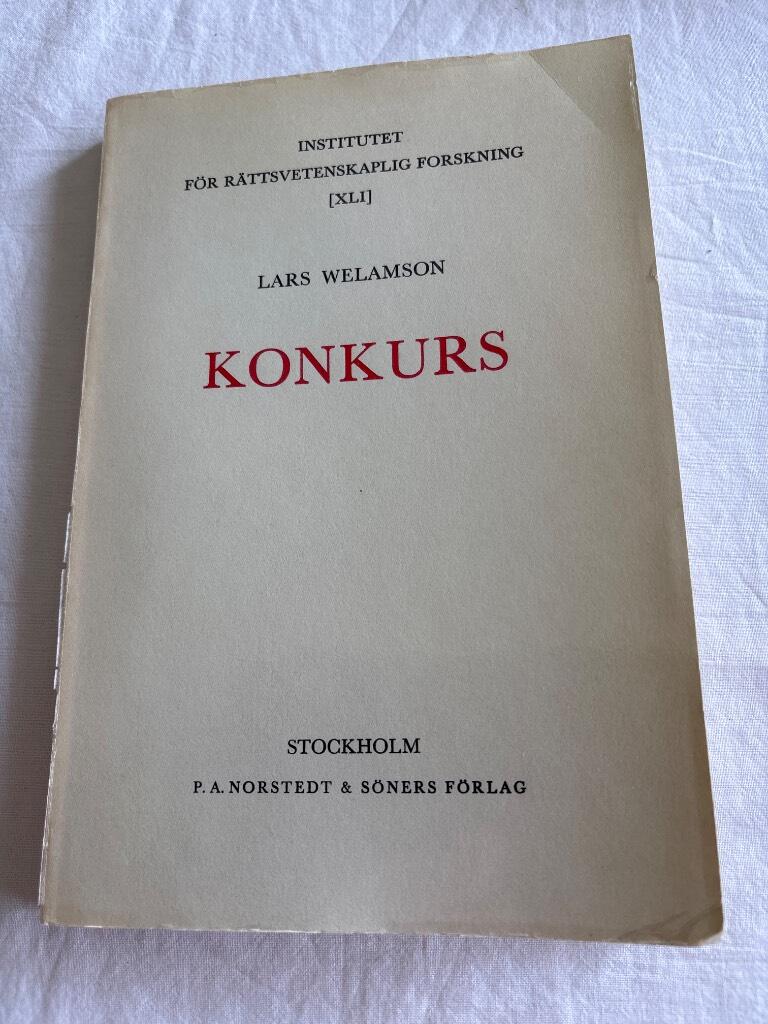 INSTITUTET
FÖR RÄTTSVETENSKAPLIG FORSKNING
[XLI]
LARS WELAMSON
KONKURS
STOCKHOLM
P. A. NORSTEDT & SÖNERS FÖRLAG